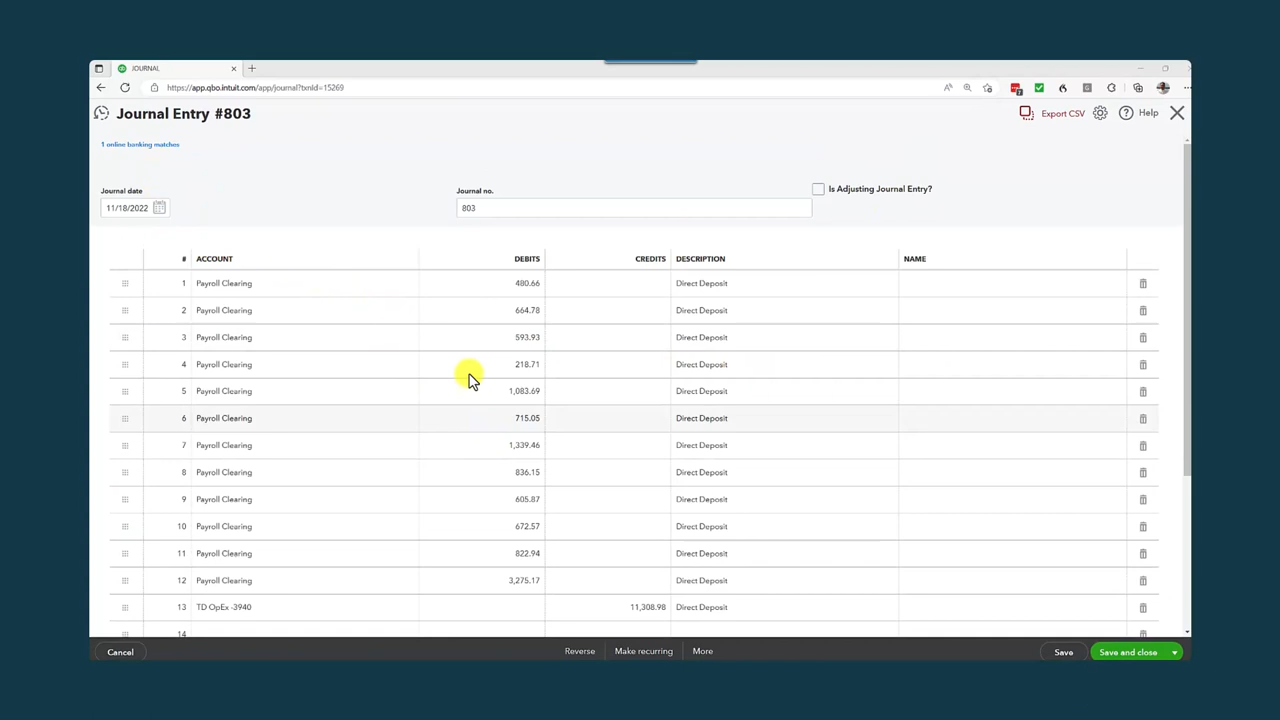 JOURNAL
https://app.qbo.intuit.com/app/journal?txnId=15269
Journal Entry #803
Export CSV
Help
1 online banking matches
Journal date
Journal no.
Is Adjusting Journal Entry?
11/18/2022
803
# ACCOUNT DEBITS CREDITS DESCRIPTION NAME
1 Payroll Clearing 480.66 Direct Deposit
2 Payroll Clearing 664.78 Direct Deposit
3 Payroll Clearing 593.93 Direct Deposit
4 Payroll Clearing 218.71 Direct Deposit
5 Payroll Clearing 1,083.69 Direct Deposit
6 Payroll Clearing 715.05 Direct Deposit
7 Payroll Clearing 1,339.46 Direct Deposit
8 Payroll Clearing 836.15 Direct Deposit
9 Payroll Clearing 605.87 Direct Deposit
10 Payroll Clearing 672.57 Direct Deposit
11 Payroll Clearing 822.94 Direct Deposit
12 Payroll Clearing 3,275.17 Direct Deposit
13 TD OpEx -3940 11,308.98 Direct Deposit
14
Cancel Reverse Make recurring More Save Save and close